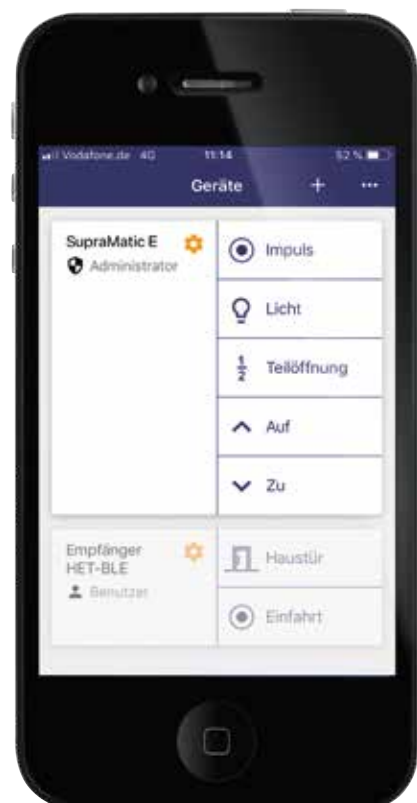 Vodafone.de 4G 11:14 52 %
Geräte + ...
SupraMatic E
Administrator
Impuls
Licht
1/2 Teilöffnung
Auf
Zu
Empfänger
HET-BLE
Benutzer
Haustür
Einfahrt